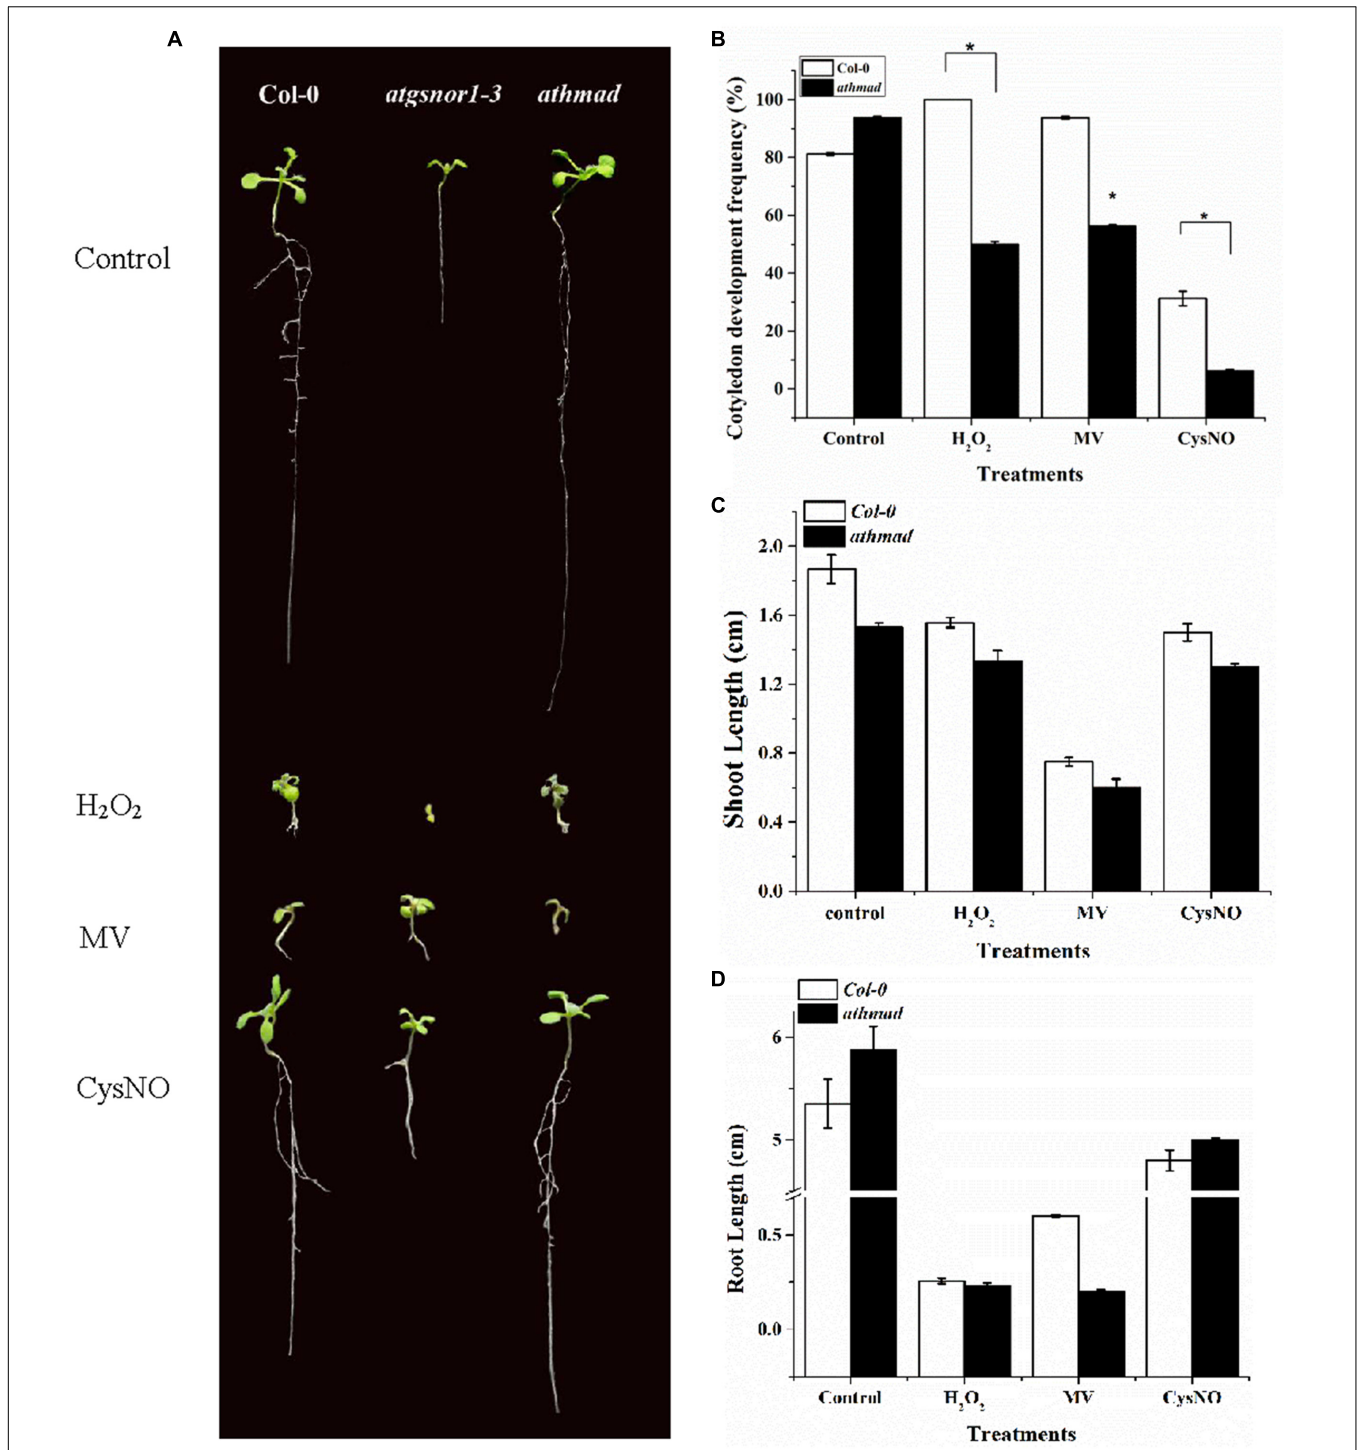 A
Col-0 atgsnor1-3 athmad
Control
H₂O₂
MV
CysNO
B
Col-0
athmad
*
*
*
Cotyledon development frequency (%)
100
80
60
40
20
0
Control H₂O₂ MV CysNO
Treatments
C
Col-0
athmad
Shoot Length (cm)
2.0
1.6
1.2
0.8
0.4
0.0
control H₂O₂ MV CysNO
Treatments
D
Col-0
athmad
Root Length (cm)
6
5
0.5
0.0
Control H₂O₂ MV CysNO
Treatments